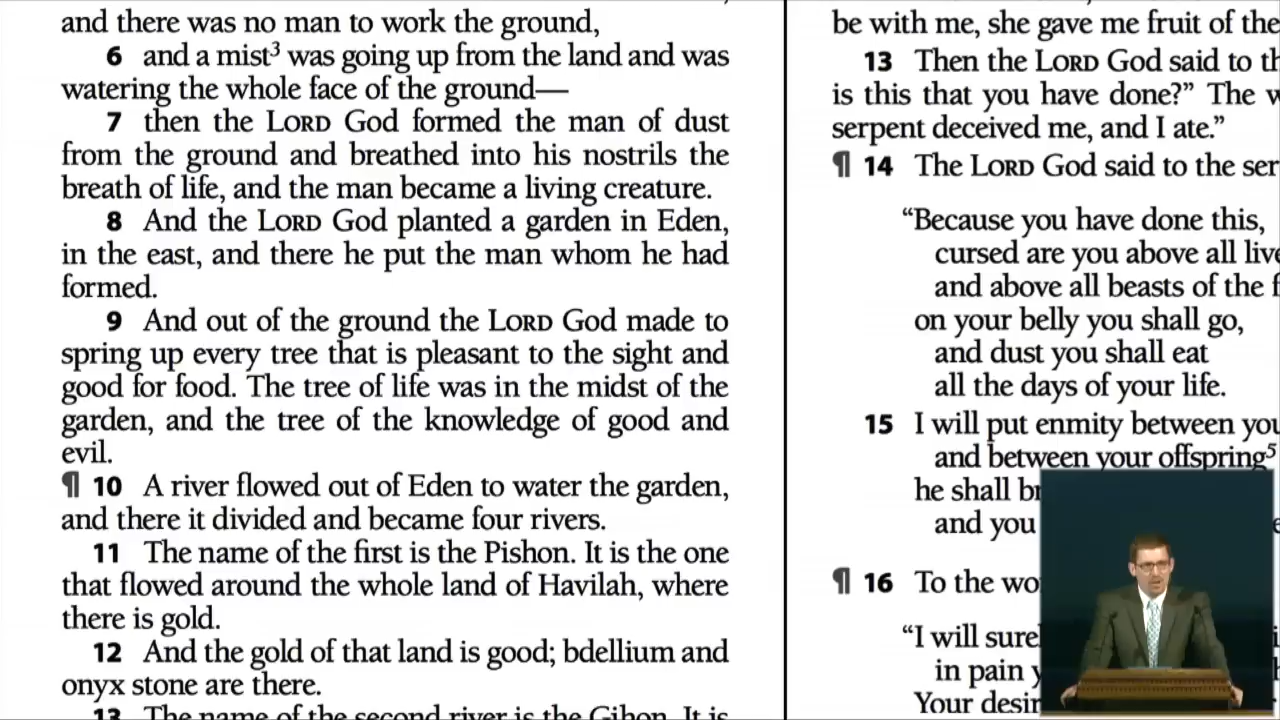 and there was no man to work the ground,
6 and a mist³ was going up from the land and was
watering the whole face of the ground—
7 then the LORD God formed the man of dust
from the ground and breathed into his nostrils the
breath of life, and the man became a living creature.
8 And the LORD God planted a garden in Eden,
in the east, and there he put the man whom he had
formed.
9 And out of the ground the LORD God made to
spring up every tree that is pleasant to the sight and
good for food. The tree of life was in the midst of the
garden, and the tree of the knowledge of good and
evil.
¶ 10 A river flowed out of Eden to water the garden,
and there it divided and became four rivers.
11 The name of the first is the Pishon. It is the one
that flowed around the whole land of Havilah, where
there is gold.
12 And the gold of that land is good; bdellium and
onyx stone are there.
13 The name of the second river is the Gihon. It is
be with me, she gave me fruit of the
13 Then the LORD God said to
is this that you have done?” The
serpent deceived me, and I ate.”
¶ 14 The LORD God said to the
“Because you have done this,
cursed are you above all
and above all beasts of the
on your belly you shall go,
and dust you shall eat
all the days of your life.
15 I will put enmity between
and between your offspring⁵
he shall
and you
¶ 16 To the
“I will
in pain
Your